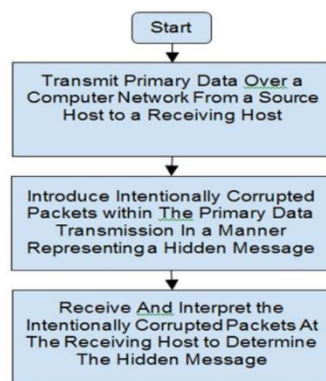 Start
Transmit Primary Data Over a
Computer Network From a Source
Host to a Receiving Host
Introduce Intentionally Corrupted
Packets within The Primary Data
Transmission In a Manner
Representing a Hidden Message
Receive And Interpret the
Intentionally Corrupted Packets At
The Receiving Host to Determine
The Hidden Message